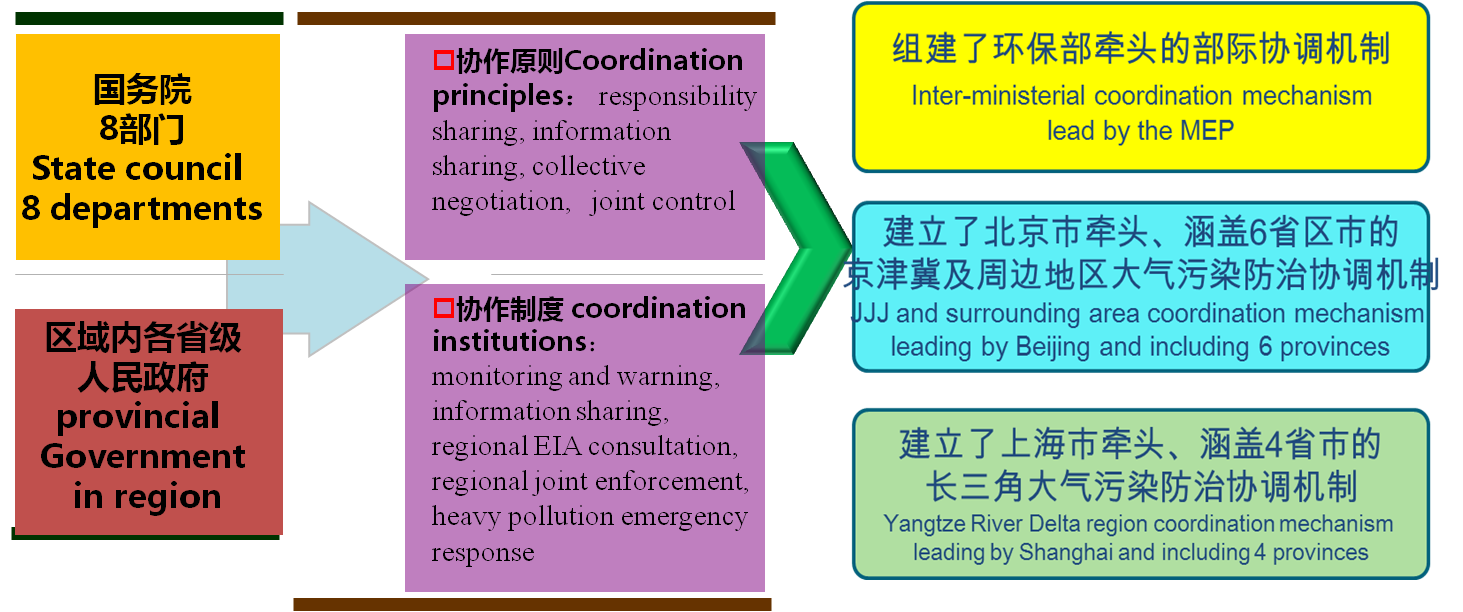 国务院
8部门
State council
8 departments
区域内各省级
人民政府
provincial
Government
in region
协作原则Coordination
principles： responsibility
sharing, information
sharing, collective
negotiation, joint control
协作制度 coordination
institutions：
monitoring and warning,
information sharing,
regional EIA consultation,
regional joint enforcement,
heavy pollution emergency
response
组建了环保部牵头的部际协调机制
Inter-ministerial coordination mechanism
lead by the MEP
建立了北京市牵头、涵盖6省区市的
京津冀及周边地区大气污染防治协调机制
JJJ and surrounding area coordination mechanism
leading by Beijing and including 6 provinces
建立了上海市牵头、涵盖4省市的
长三角大气污染防治协调机制
Yangtze River Delta region coordination mechanism
leading by Shanghai and including 4 provinces